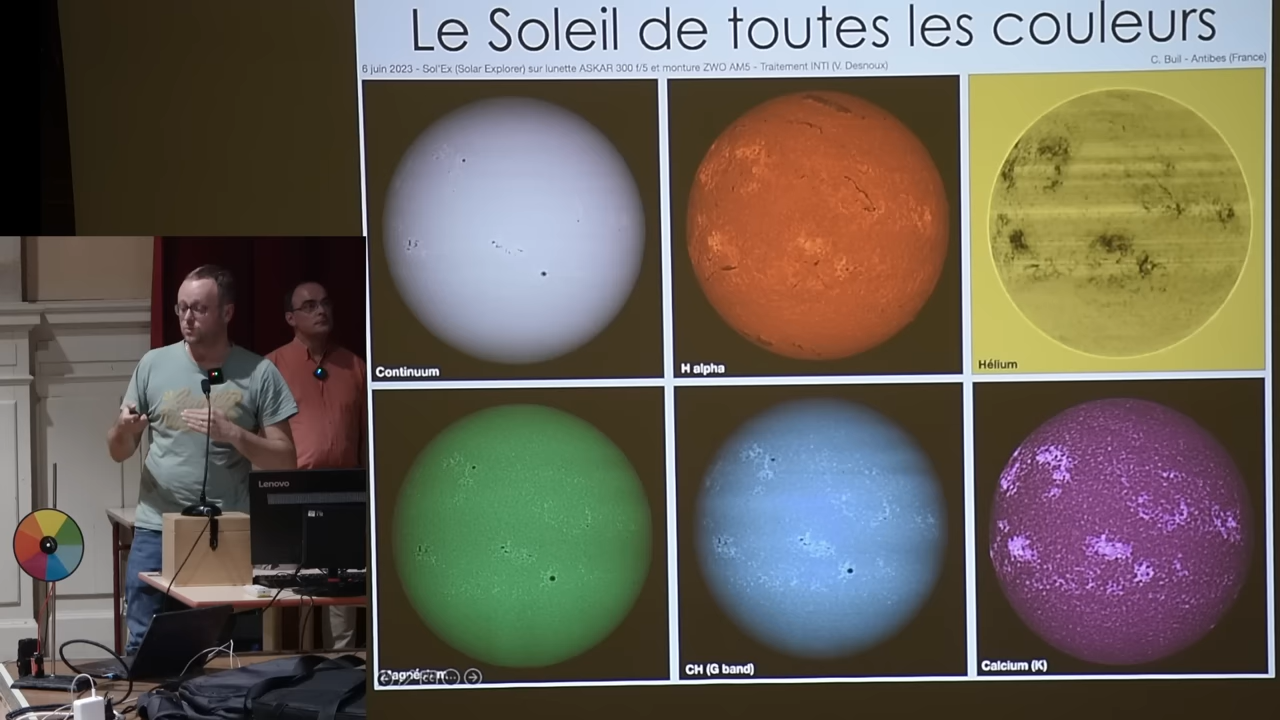 Le Soleil de toutes les couleurs
6 juin 2023 - Sol'Ex (Solar Explorer) sur lunette ASKAR 300 f/5 et monture ZWO AM5 - Traitement INTI (V. Desnoux)
C. Buil - Antibes (France)
Continuum
H alpha
Hélium
CH (G band)
Calcium (K)
Lenovo